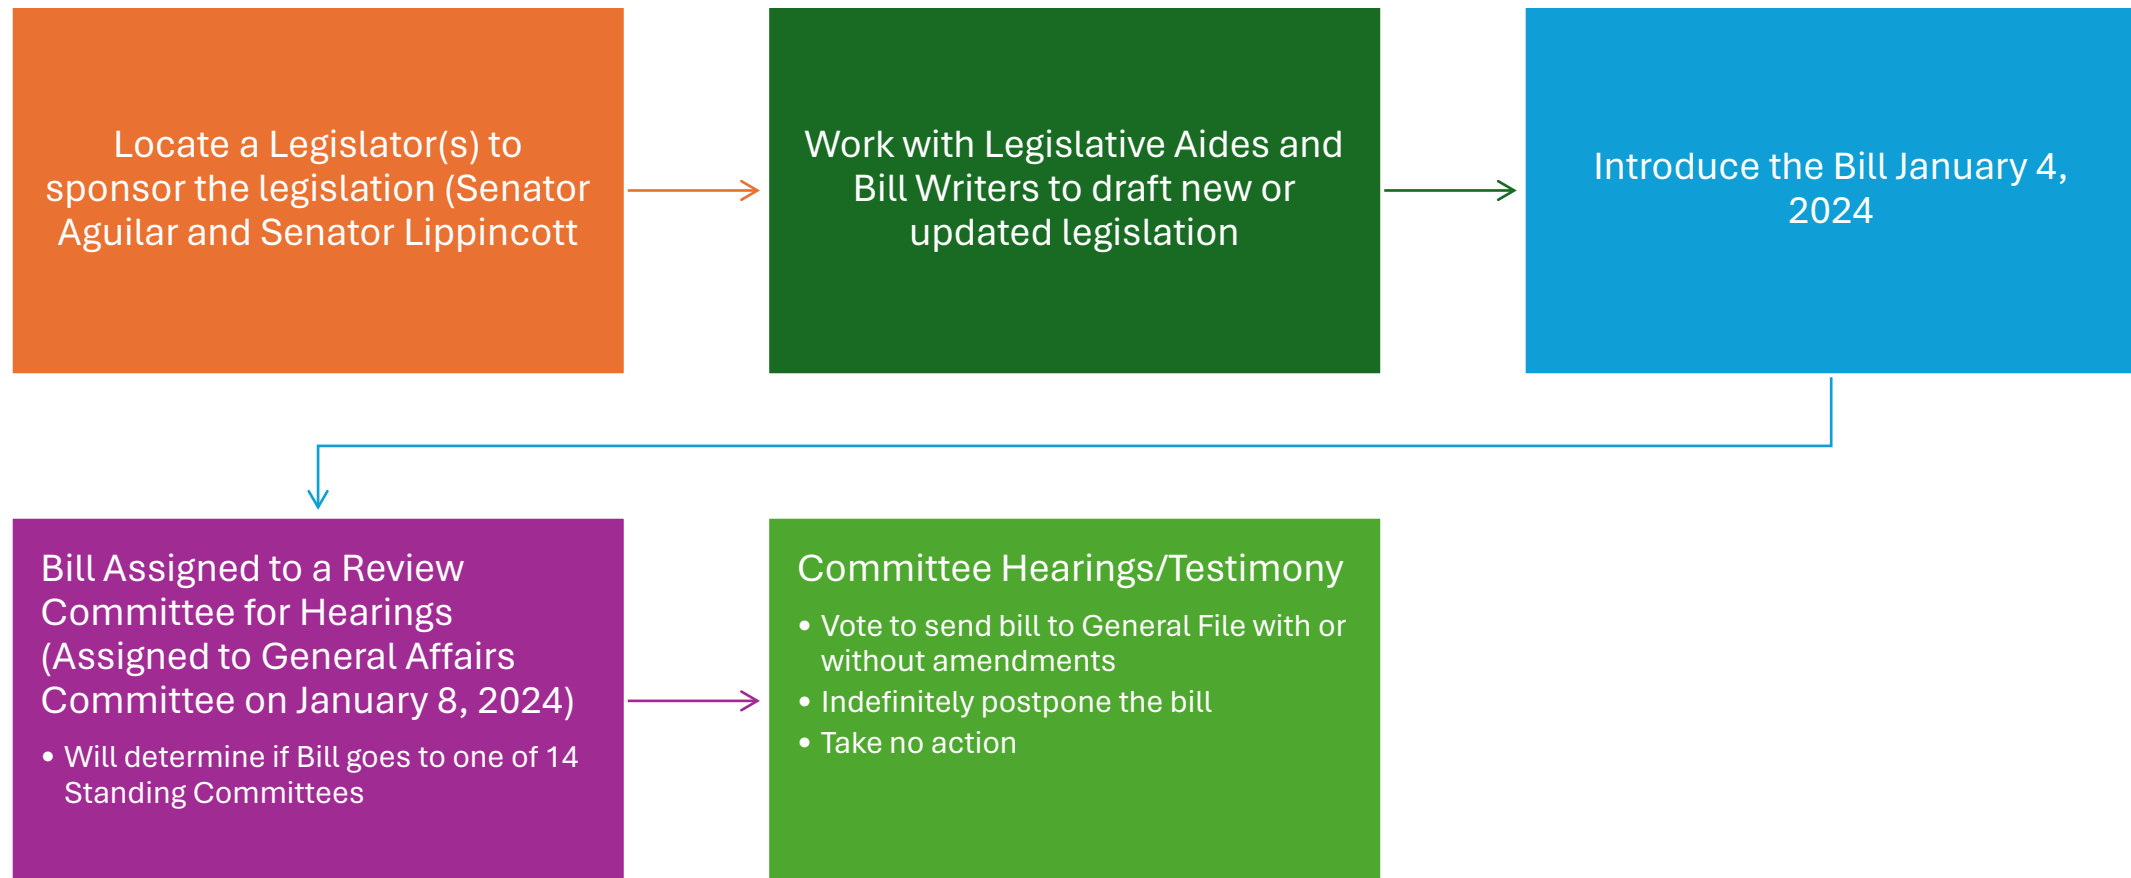 Locate a Legislator(s) to
sponsor the legislation (Senator
Aguilar and Senator Lippincott
Work with Legislative Aides and
Bill Writers to draft new or
updated legislation
Introduce the Bill January 4,
2024
Bill Assigned to a Review
Committee for Hearings
(Assigned to General Affairs
Committee on January 8, 2024)
• Will determine if Bill goes to one of 14
Standing Committees
Committee Hearings/Testimony
• Vote to send bill to General File with or
without amendments
• Indefinitely postpone the bill
• Take no action